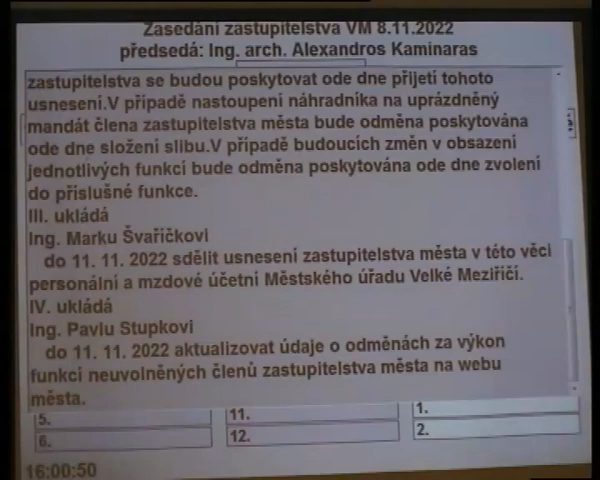 Zasedání zastupitelstva VM 8.11.2022
předsedá: Ing. arch. Alexandros Kaminaras
zastupitelstva se budou poskytovat ode dne přijetí tohoto
usnesení.V případě nastoupení náhradníka na uprázdněný
mandát člena zastupitelstva města bude odměna poskytována
ode dne složení slibu.V případě budoucích změn v obsazení
jednotlivých funkcí bude odměna poskytována ode dne zvolení
do příslušné funkce.
III. ukládá
Ing. Marku Švaříčkovi
do 11. 11. 2022 sdělit usnesení zastupitelstva města v této věci
personální a mzdové účetní Městského úřadu Velké Meziříčí.
IV. ukládá
Ing. Pavlu Stupkovi
do 11. 11. 2022 aktualizovat údaje o odměnách za výkon
funkcí neuvolněných členů zastupitelstva města na webu
města.
5. 11. 1.
6. 12. 2.
16:00:50